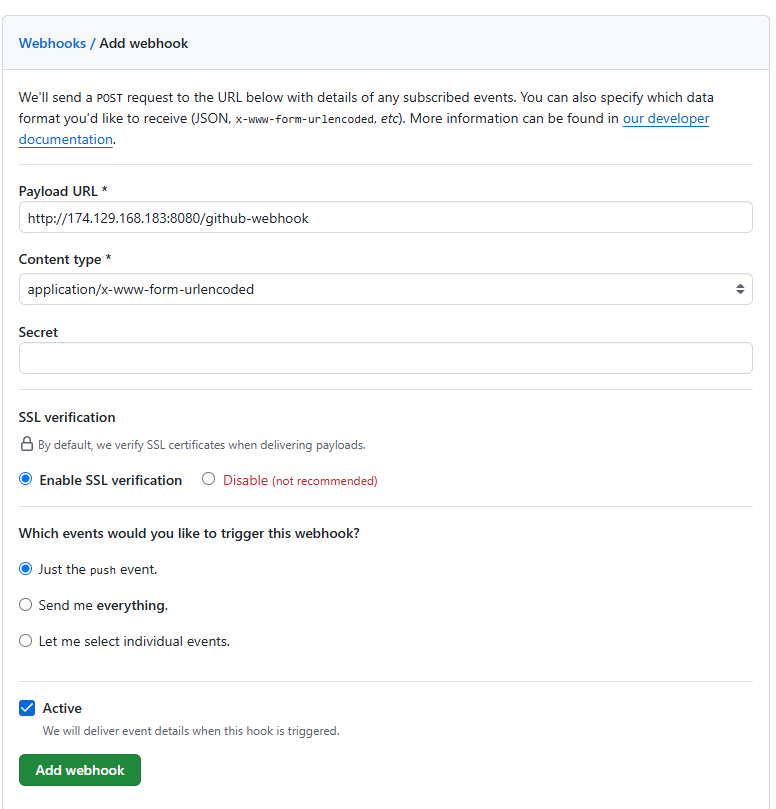 Webhooks / Add webhook
We'll send a POST request to the URL below with details of any subscribed events. You can also specify which data
format you'd like to receive (JSON, x-www-form-urlencoded, etc). More information can be found in our developer
documentation.
Payload URL *
http://174.129.168.183:8080/github-webhook
Content type *
application/x-www-form-urlencoded
Secret
SSL verification
By default, we verify SSL certificates when delivering payloads.
Enable SSL verification Disable (not recommended)
Which events would you like to trigger this webhook?
Just the push event.
Send me everything.
Let me select individual events.
Active
We will deliver event details when this hook is triggered.
Add webhook